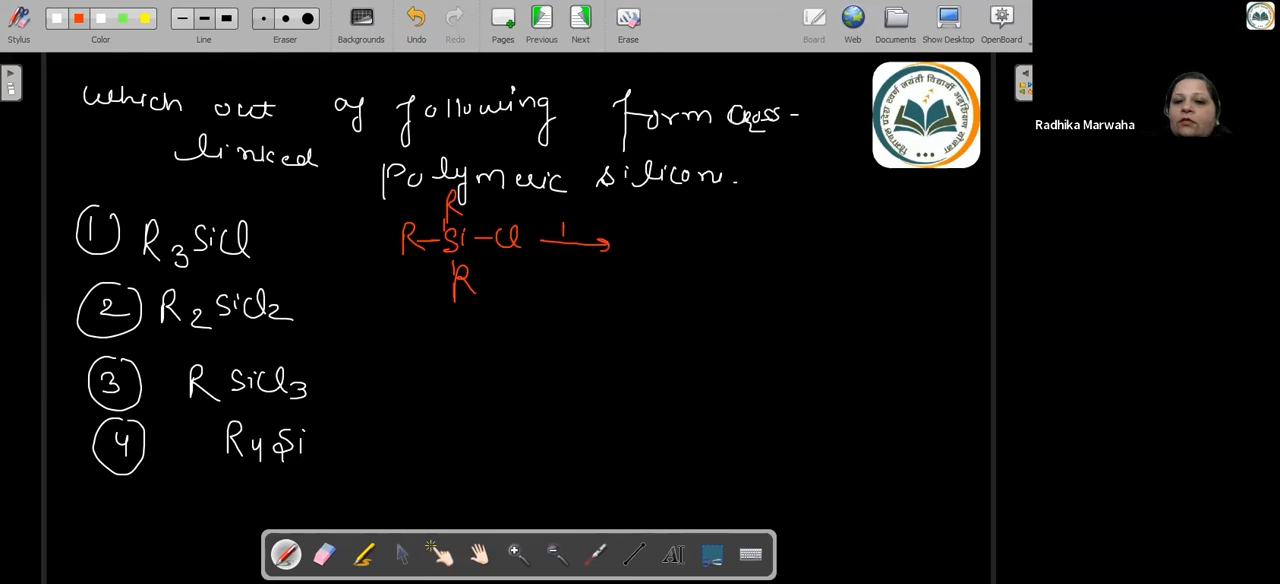 Stylus Color Line Eraser Backgrounds Undo Redo Pages Previous Next Erase Board Web Documents Show Desktop OpenBoard
Radhika Marwaha
which out of following form cross-
linked
polymeric silicon.
R
① R₃SiCl R—Si—Cl →
R
② R₂SiCl₂
③ RSiCl₃
④ R₄Si
AI